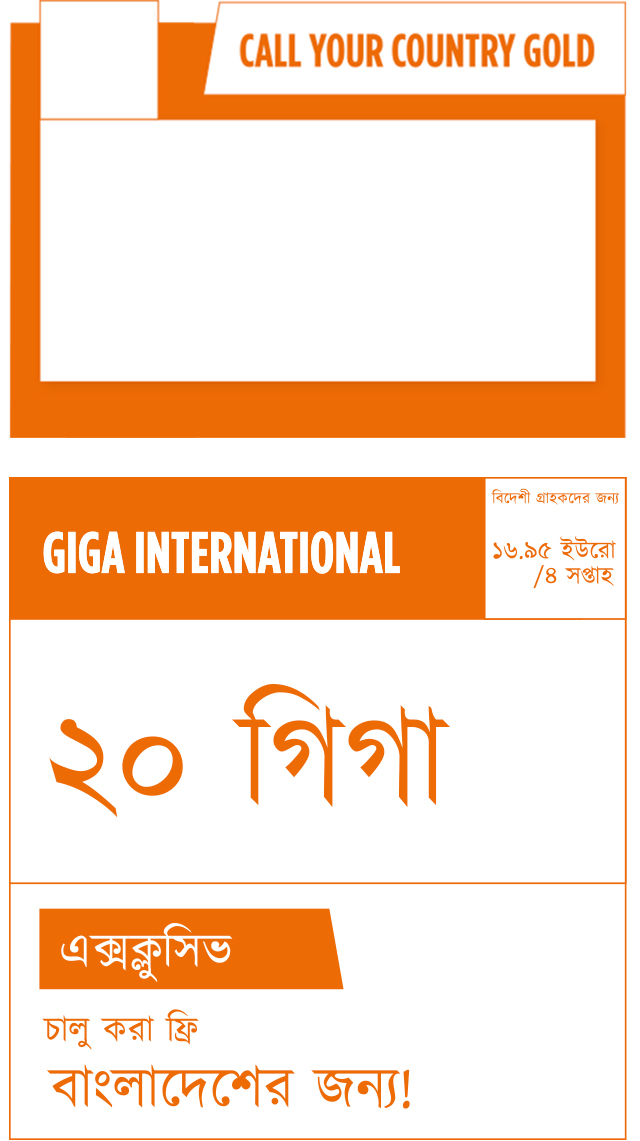 CALL YOUR COUNTRY GOLD
GIGA INTERNATIONAL
বিদেশী গ্রাহকদের জন্য
১৬.৯৫ ইউরো
/৪ সপ্তাহ
২০ গিগা
এক্সক্লুসিভ
চালু করা ফ্রি
বাংলাদেশের জন্য!